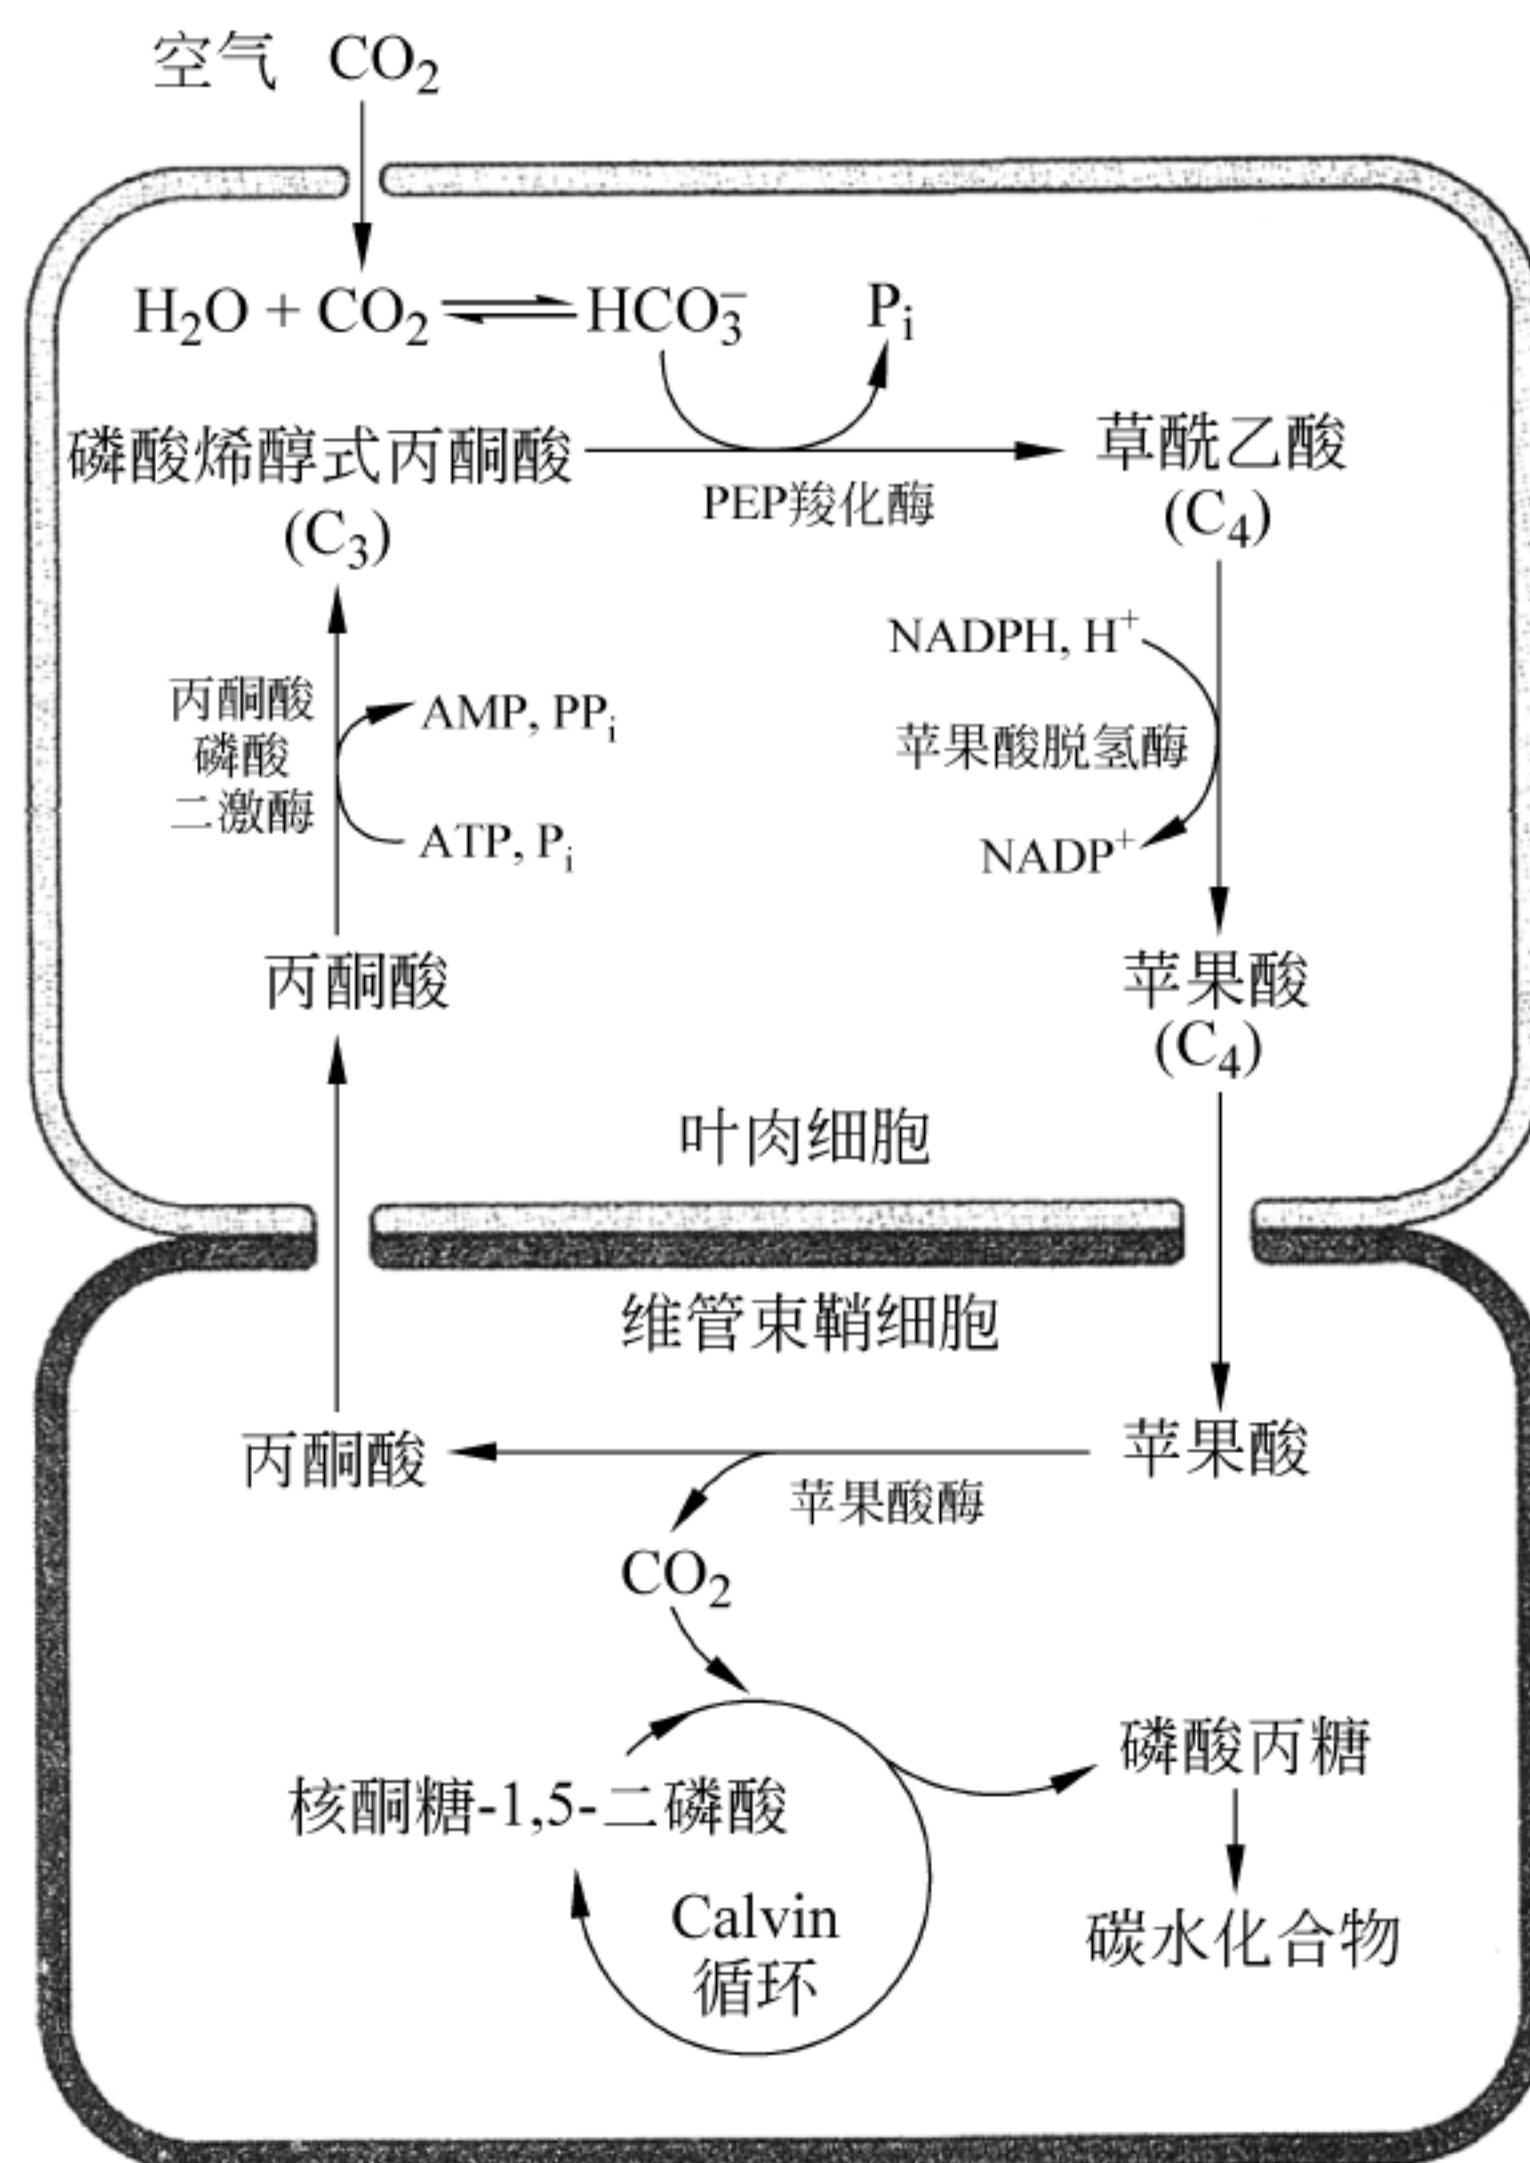 空气 CO₂
H₂O + CO₂ ⇌ HCO₃⁻
Pᵢ
磷酸烯醇式丙酮酸
(C₃)
PEP羧化酶
草酰乙酸
(C₄)
NADPH, H⁺
苹果酸脱氢酶
NADP⁺
丙酮酸
磷酸
二激酶
AMP, PPᵢ
ATP, Pᵢ
丙酮酸
苹果酸
(C₄)
叶肉细胞
维管束鞘细胞
丙酮酸
苹果酸酶
苹果酸
CO₂
核酮糖-1,5-二磷酸
Calvin
循环
磷酸丙糖
碳水化合物